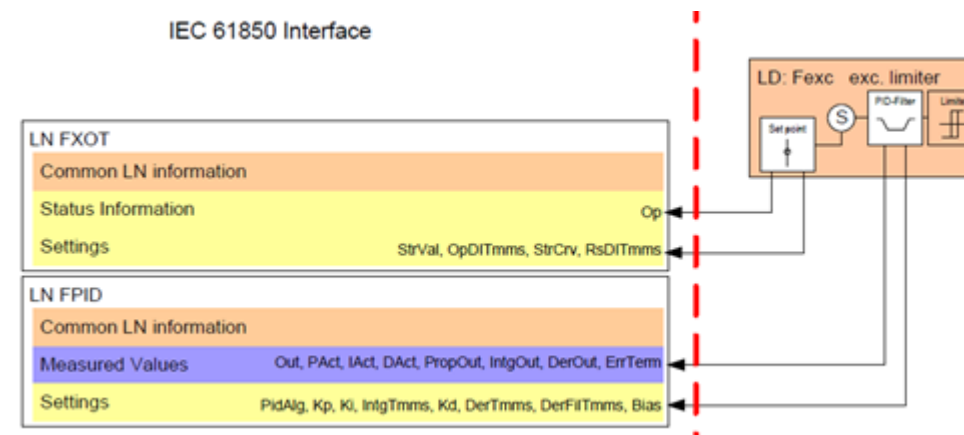 IEC 61850 Interface
LD: Fexc exc. limiter
PID-Filter
Set point
S
LN FXOT
Common LN information
Status Information Op
Settings StrVal, OpDlTmms, StrCrv, RsDlTmms
LN FPID
Common LN information
Measured Values Out, PAct, IAct, DAct, PropOut, IntgOut, DerOut, ErrTerm
Settings PidAlg, Kp, Ki, IntgTmms, Kd, DerTmms, DerFilTmms, Bias